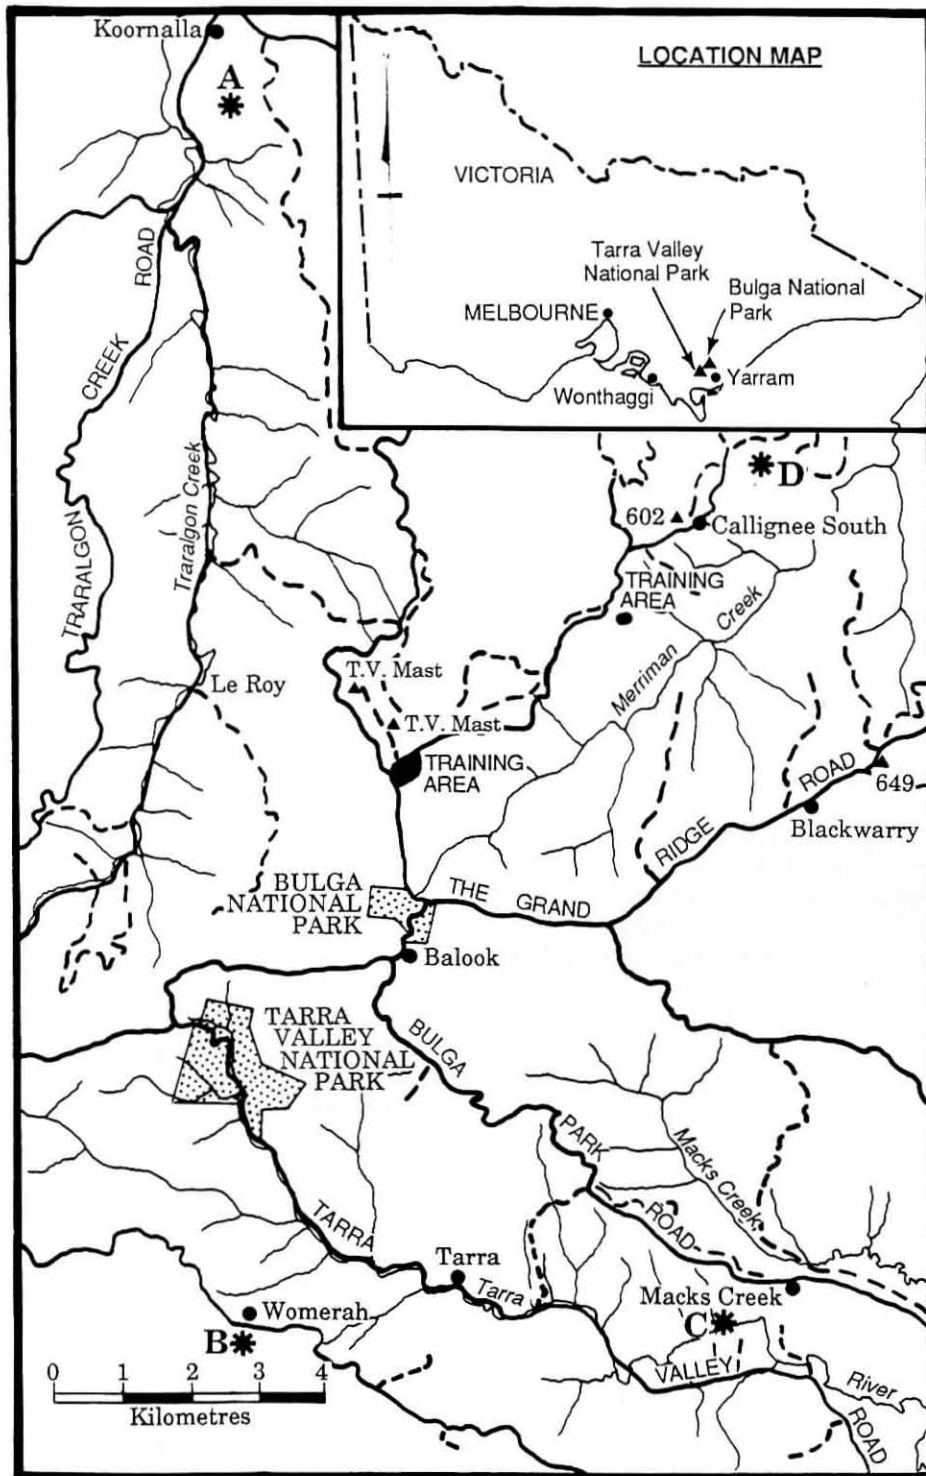 Koornalla
A
LOCATION MAP
VICTORIA
Tarra Valley
National Park
Bulga National
Park
MELBOURNE
Wonthaggi
Yarram
TRARALGON CREEK ROAD
Traralgon Creek
D
602
Callignee South
TRAINING
AREA
Merriman Creek
T.V. Mast
Le Roy
T.V. Mast
TRAINING
AREA
649
Blackwarry
THE GRAND RIDGE ROAD
BULGA
NATIONAL
PARK
Balook
TARRA
VALLEY
NATIONAL
PARK
BULGA PARK ROAD
Macks Creek
TARRA VALLEY ROAD
Tarra
Tarra River
Macks Creek
C
Womerah
B
0 1 2 3 4
Kilometres